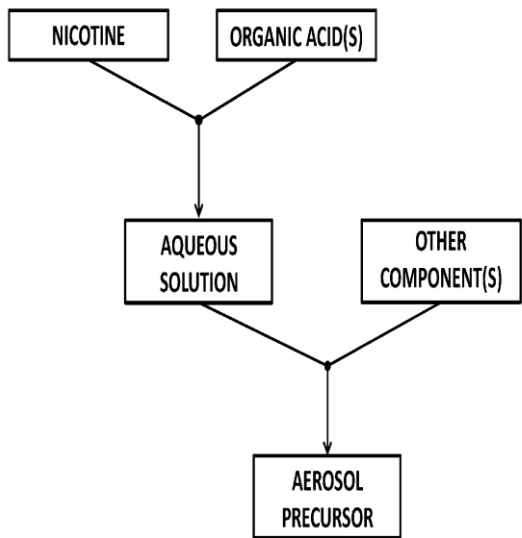 NICOTINE
ORGANIC ACID(S)
AQUEOUS
SOLUTION
OTHER
COMPONENT(S)
AEROSOL
PRECURSOR